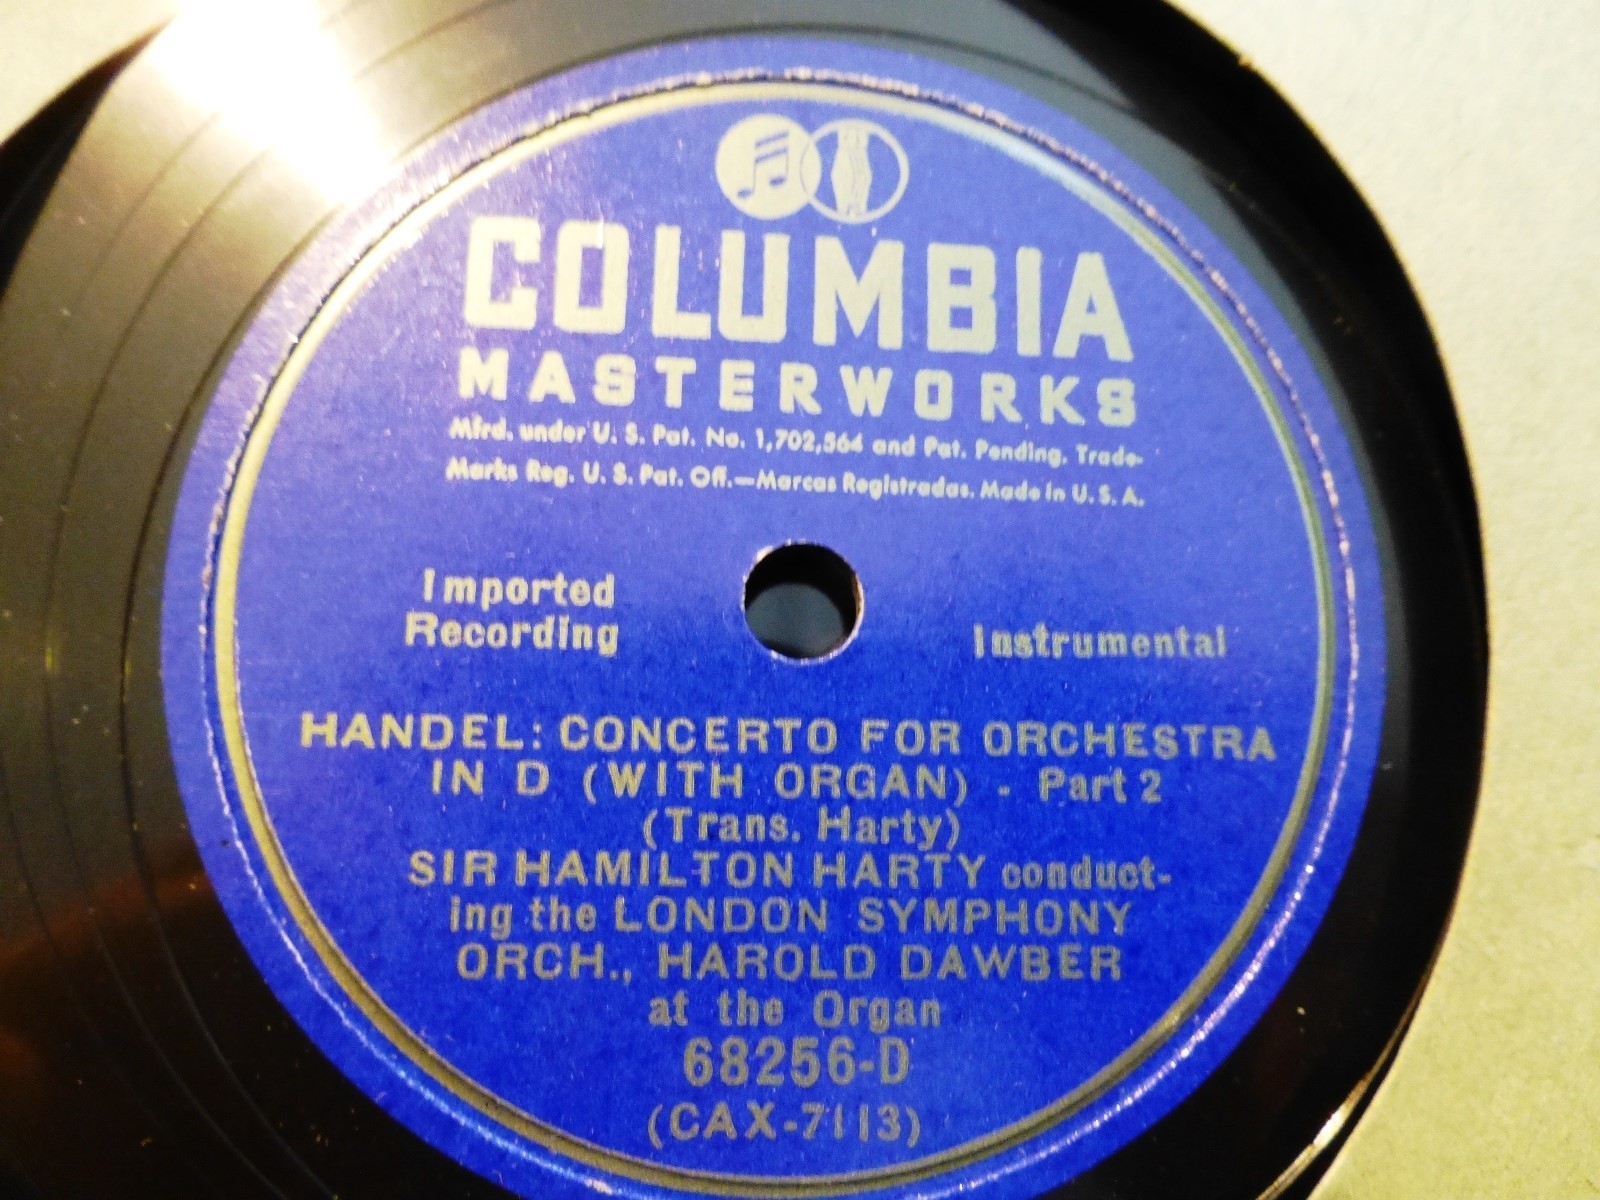 COLUMBIA
MASTERWORKS
Mfrd. under U. S. Pat. No. 1,702,564 and Pat. Pending, Trade-
Marks Reg. U. S. Pat. Off.—Marcas Registradas. Made in U. S. A.
Imported
Recording
Instrumental
HANDEL: CONCERTO FOR ORCHESTRA
IN D (WITH ORGAN) - Part 2
(Trans. Harty)
SIR HAMILTON HARTY conduct-
ing the LONDON SYMPHONY
ORCH., HAROLD DAWBER
at the Organ
68256-D
(CAX-7113)